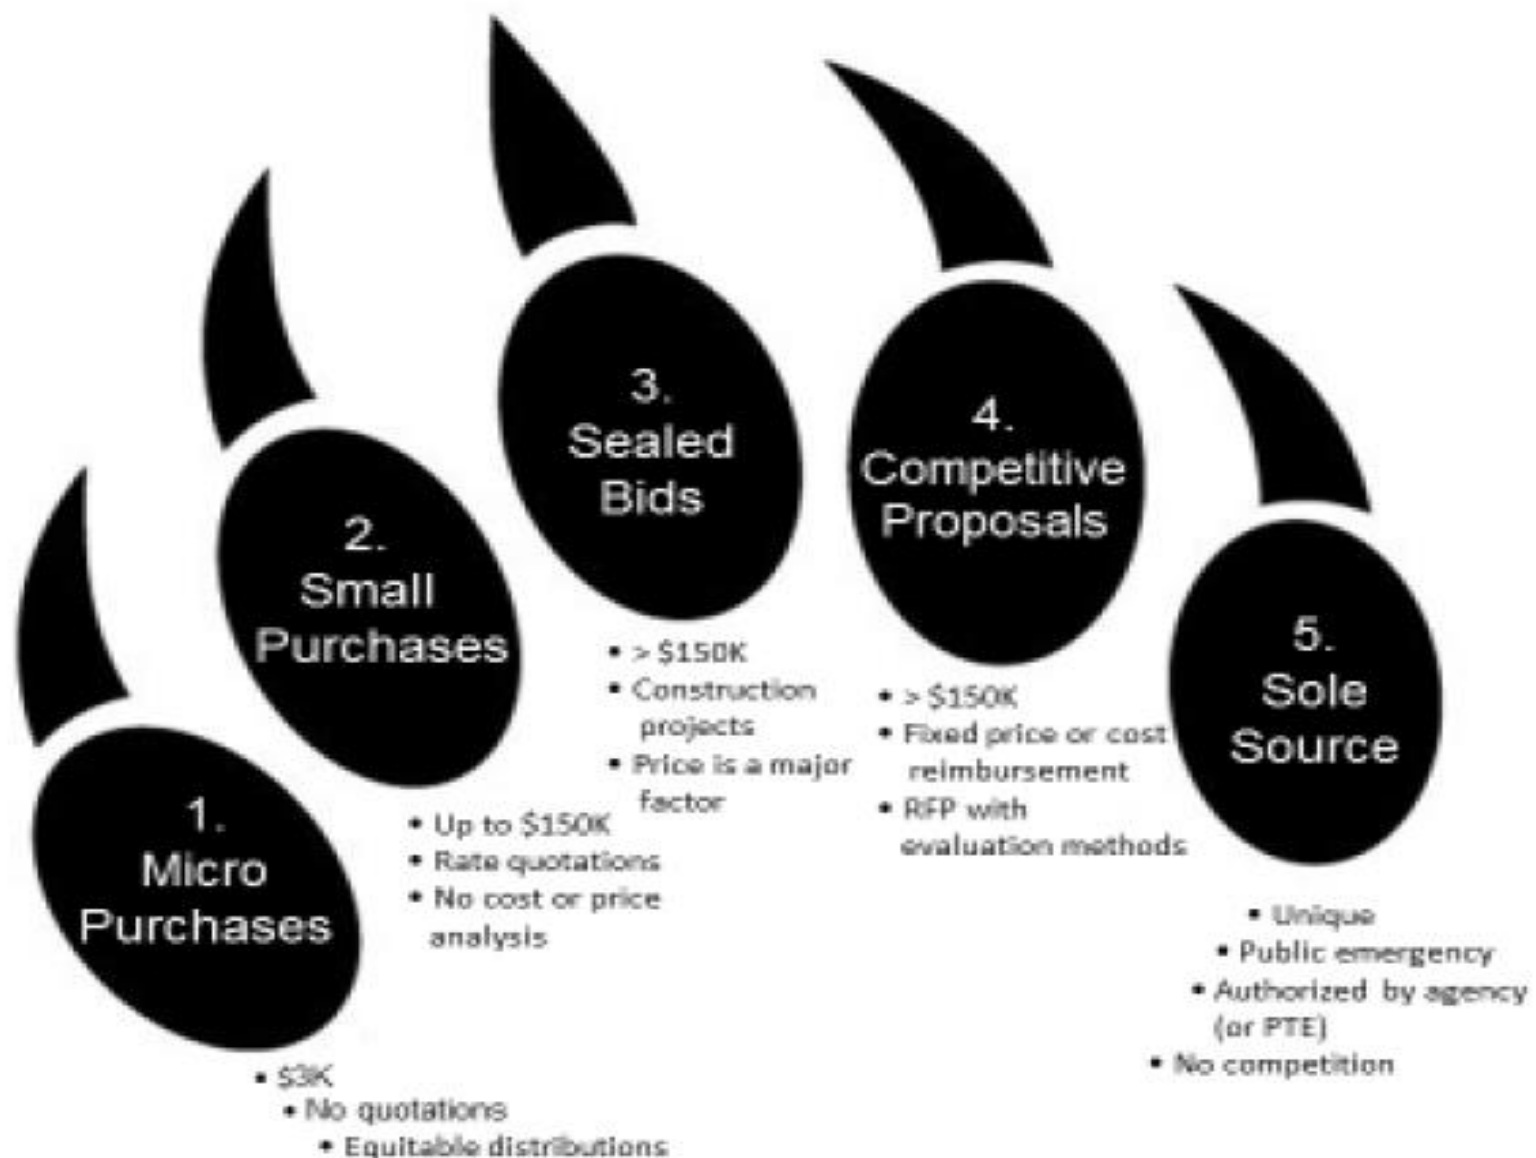 1.
Micro
Purchases
• $3K
• No quotations
• Equitable distributions
2.
Small
Purchases
• Up to $150K
• Rate quotations
• No cost or price
analysis
3.
Sealed
Bids
• > $150K
• Construction
projects
• Price is a major
factor
4.
Competitive
Proposals
• > $150K
• Fixed price or cost
reimbursement
• RFP with
evaluation methods
5.
Sole
Source
• Unique
• Public emergency
• Authorized by agency
(or PTE)
• No competition